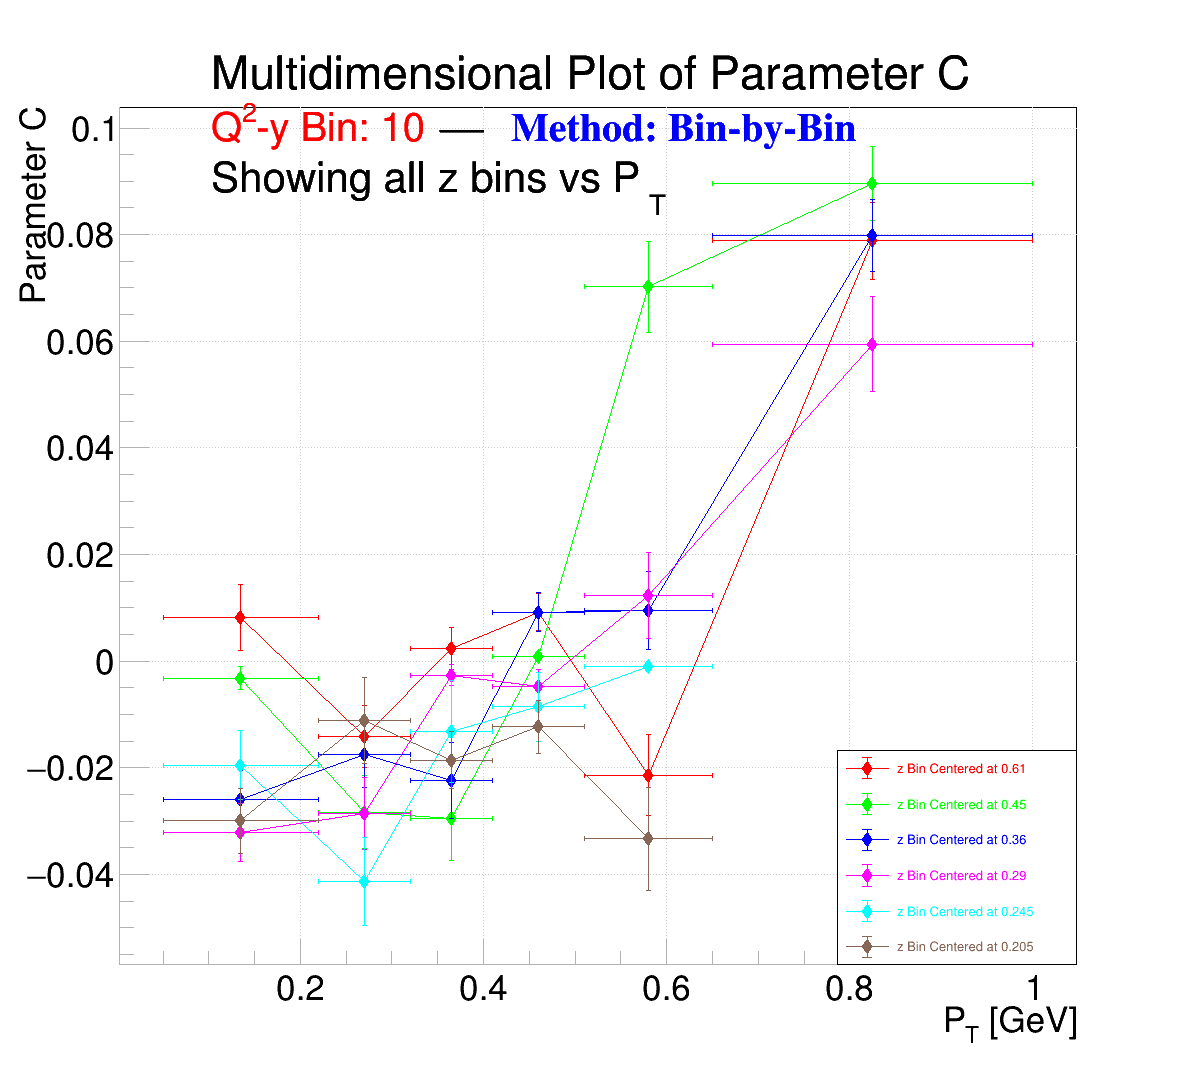 Multidimensional Plot of Parameter C
Q²-y Bin: 10 — Method: Bin-by-Bin
Showing all z bins vs P_T
Parameter C
0.1
0.08
0.06
0.04
0.02
0
−0.02
−0.04
z Bin Centered at 0.61
z Bin Centered at 0.45
z Bin Centered at 0.36
z Bin Centered at 0.29
z Bin Centered at 0.245
z Bin Centered at 0.205
0.2 0.4 0.6 0.8 1
P_T [GeV]